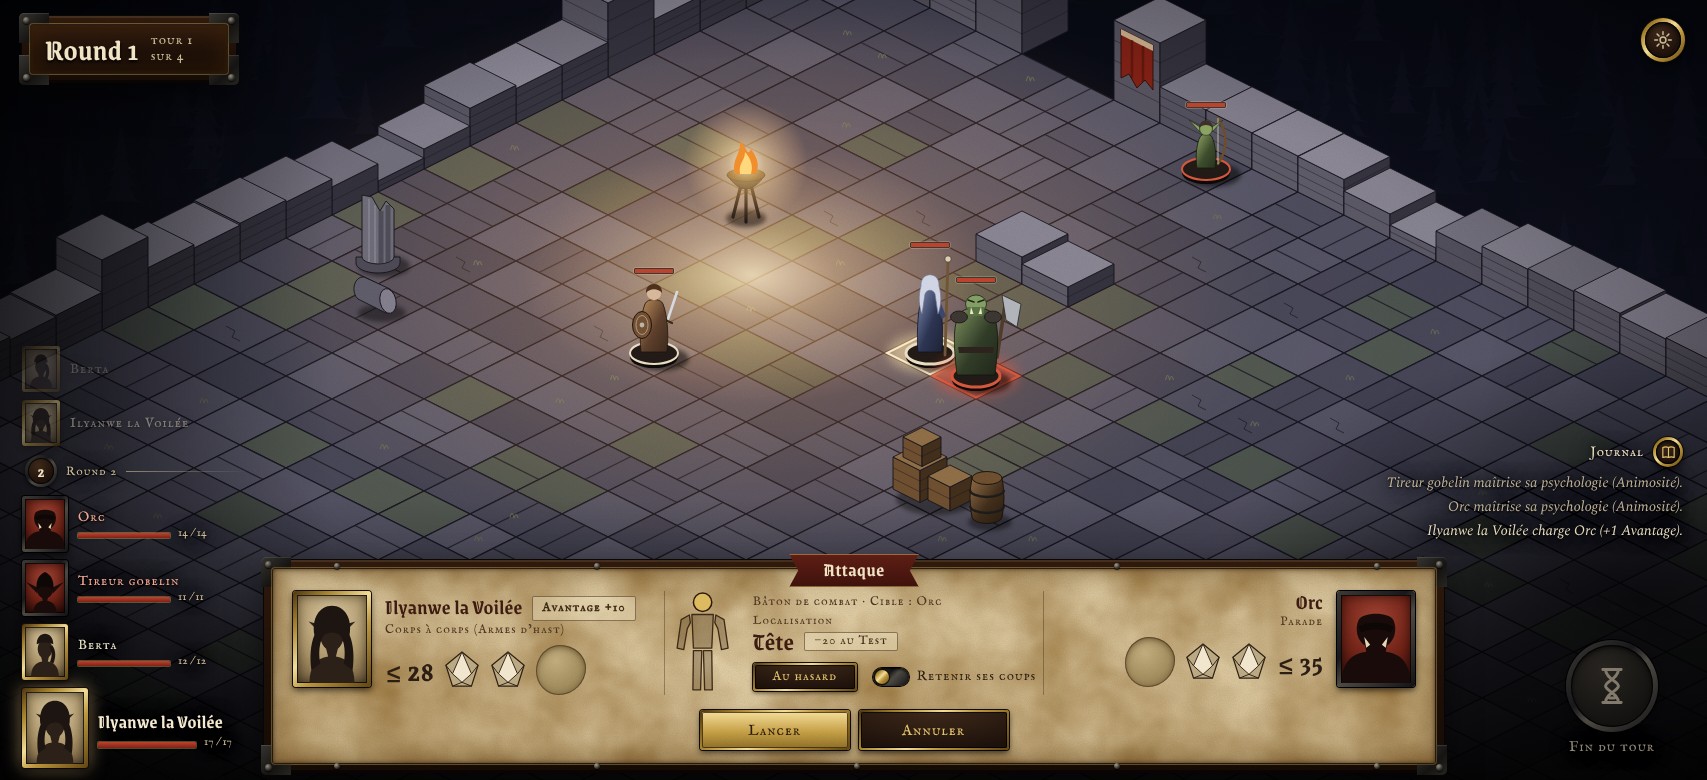 Round 1
TOUR 1
SUR 4
BERTA
ILYANWE LA VOILÉE
2
ROUND 2
ORC
14/14
TIREUR GOBELIN
11/11
BERTA
12/12
Ilyanwe la Voilée
17/17
JOURNAL
Tireur gobelin maîtrise sa psychologie (Animosité).
Orc maîtrise sa psychologie (Animosité).
Ilyanwe la Voilée charge Orc (+1 Avantage).
Attaque
Ilyanwe la Voilée
AVANTAGE +10
CORPS À CORPS (ARMES D'HAST)
≤ 28
BÂTON DE COMBAT · CIBLE : ORC
LOCALISATION
Tête
−20 AU TEST
AU HASARD
RETENIR SES COUPS
Orc
PARADE
≤ 35
LANCER
ANNULER
FIN DU TOUR